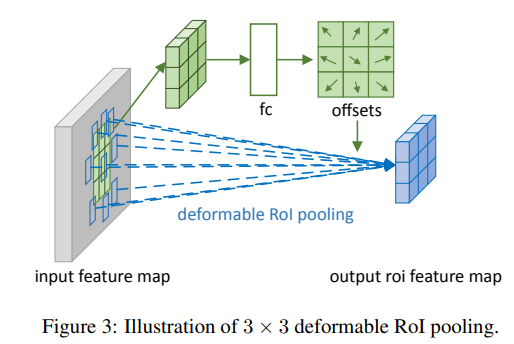 fc
offsets
deformable RoI pooling
input feature map
output roi feature map
Figure 3: Illustration of 3 × 3 deformable RoI pooling.